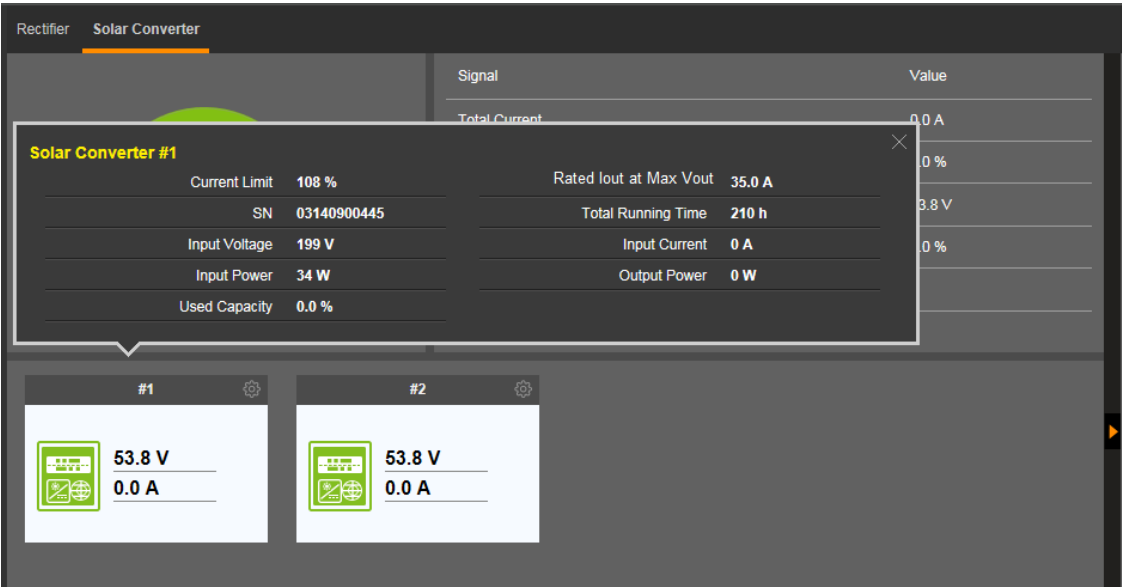 Rectifier Solar Converter
Signal Value
Total Current 0.0 A
Solar Converter #1
Current Limit 108 % Rated Iout at Max Vout 35.0 A
.0 %
SN 03140900445 Total Running Time 210 h
3.8 V
Input Voltage 199 V Input Current 0 A
.0 %
Input Power 34 W Output Power 0 W
Used Capacity 0.0 %
#1 #2
53.8 V 53.8 V
0.0 A 0.0 A